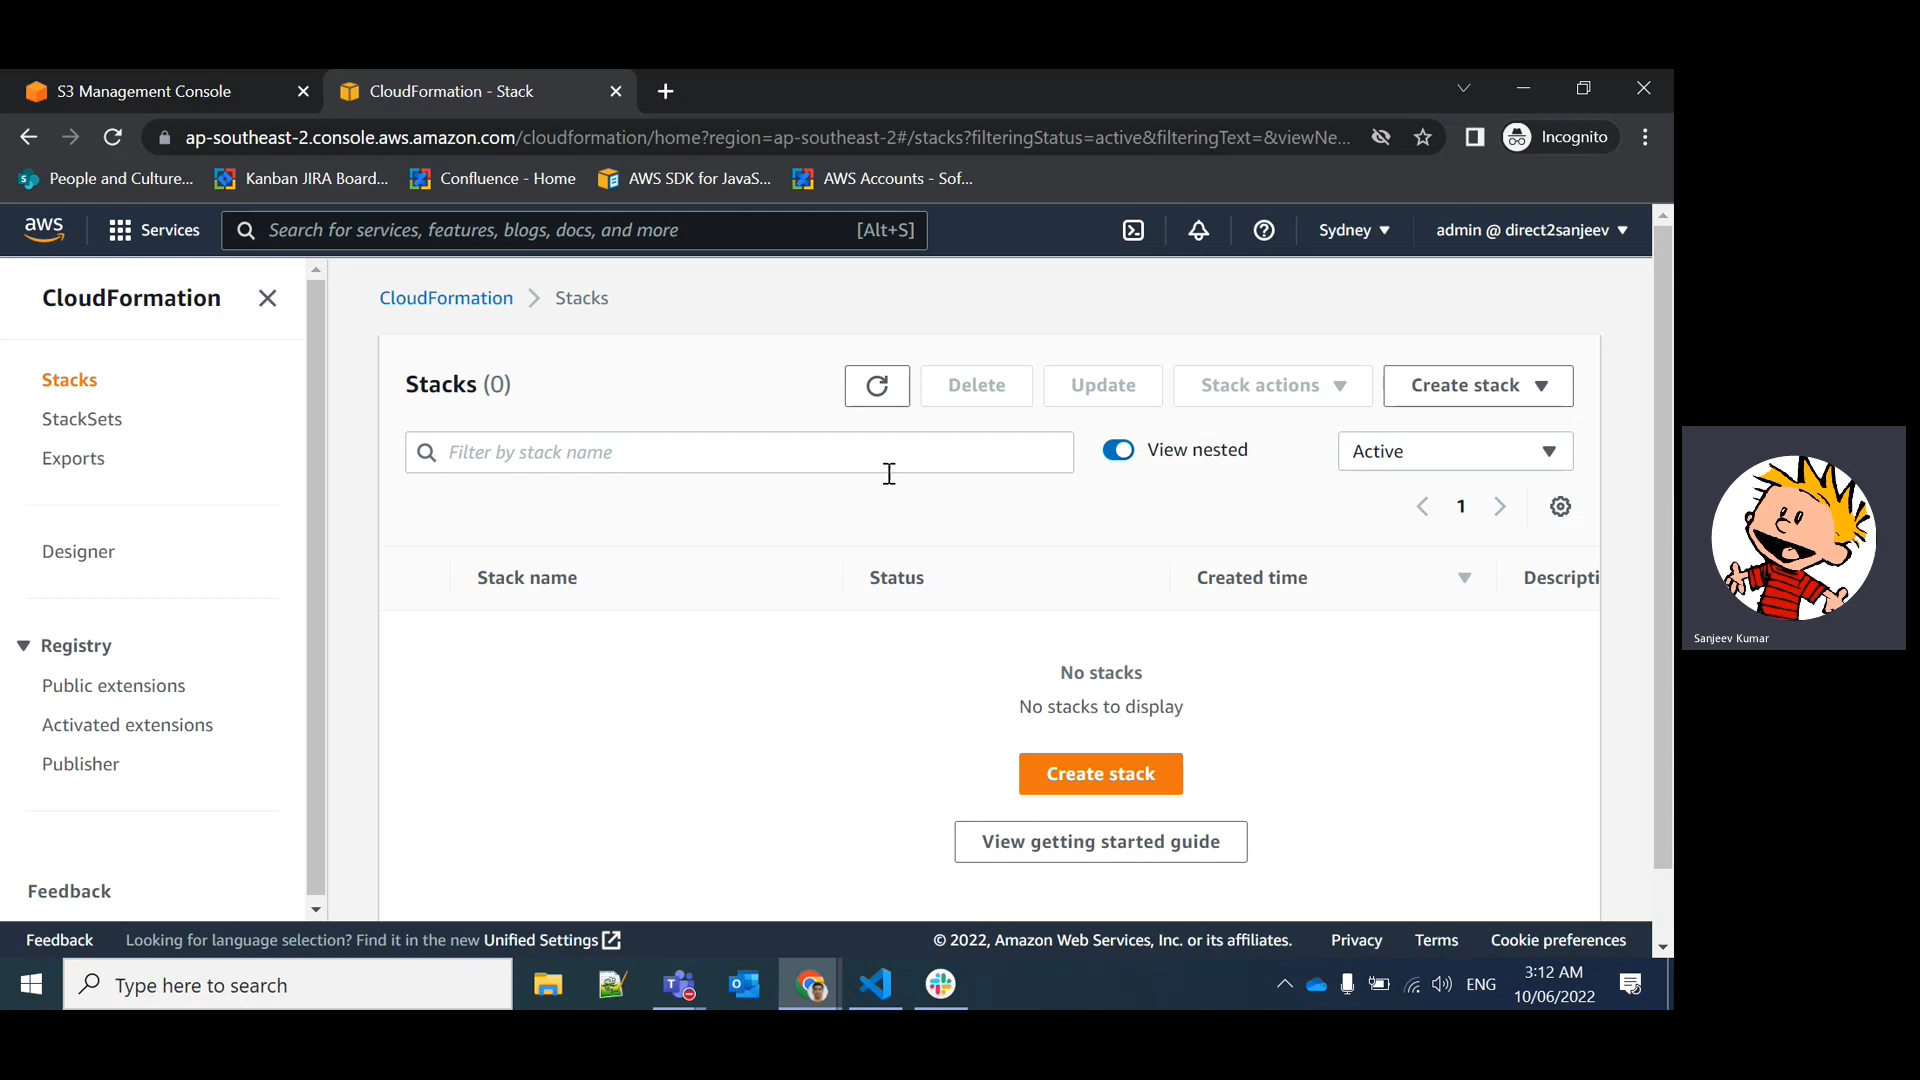 S3 Management Console
CloudFormation - Stack
ap-southeast-2.console.aws.amazon.com/cloudformation/home?region=ap-southeast-2#/stacks?filteringStatus=active&filteringText=&viewNe...
Incognito
People and Culture...
Kanban JIRA Board...
Confluence - Home
AWS SDK for JavaS...
AWS Accounts - Sof...
aws
Services
Search for services, features, blogs, docs, and more
[Alt+S]
Sydney
admin @ direct2sanjeev
CloudFormation
Stacks
StackSets
Exports
Designer
Registry
Public extensions
Activated extensions
Publisher
Feedback
CloudFormation
Stacks
Stacks (0)
Delete
Update
Stack actions
Create stack
Filter by stack name
View nested
Active
1
Stack name
Status
Created time
Descripti
No stacks
No stacks to display
Create stack
View getting started guide
Sanjeev Kumar
Feedback
Looking for language selection? Find it in the new Unified Settings
© 2022, Amazon Web Services, Inc. or its affiliates.
Privacy
Terms
Cookie preferences
Type here to search
ENG
3:12 AM
10/06/2022